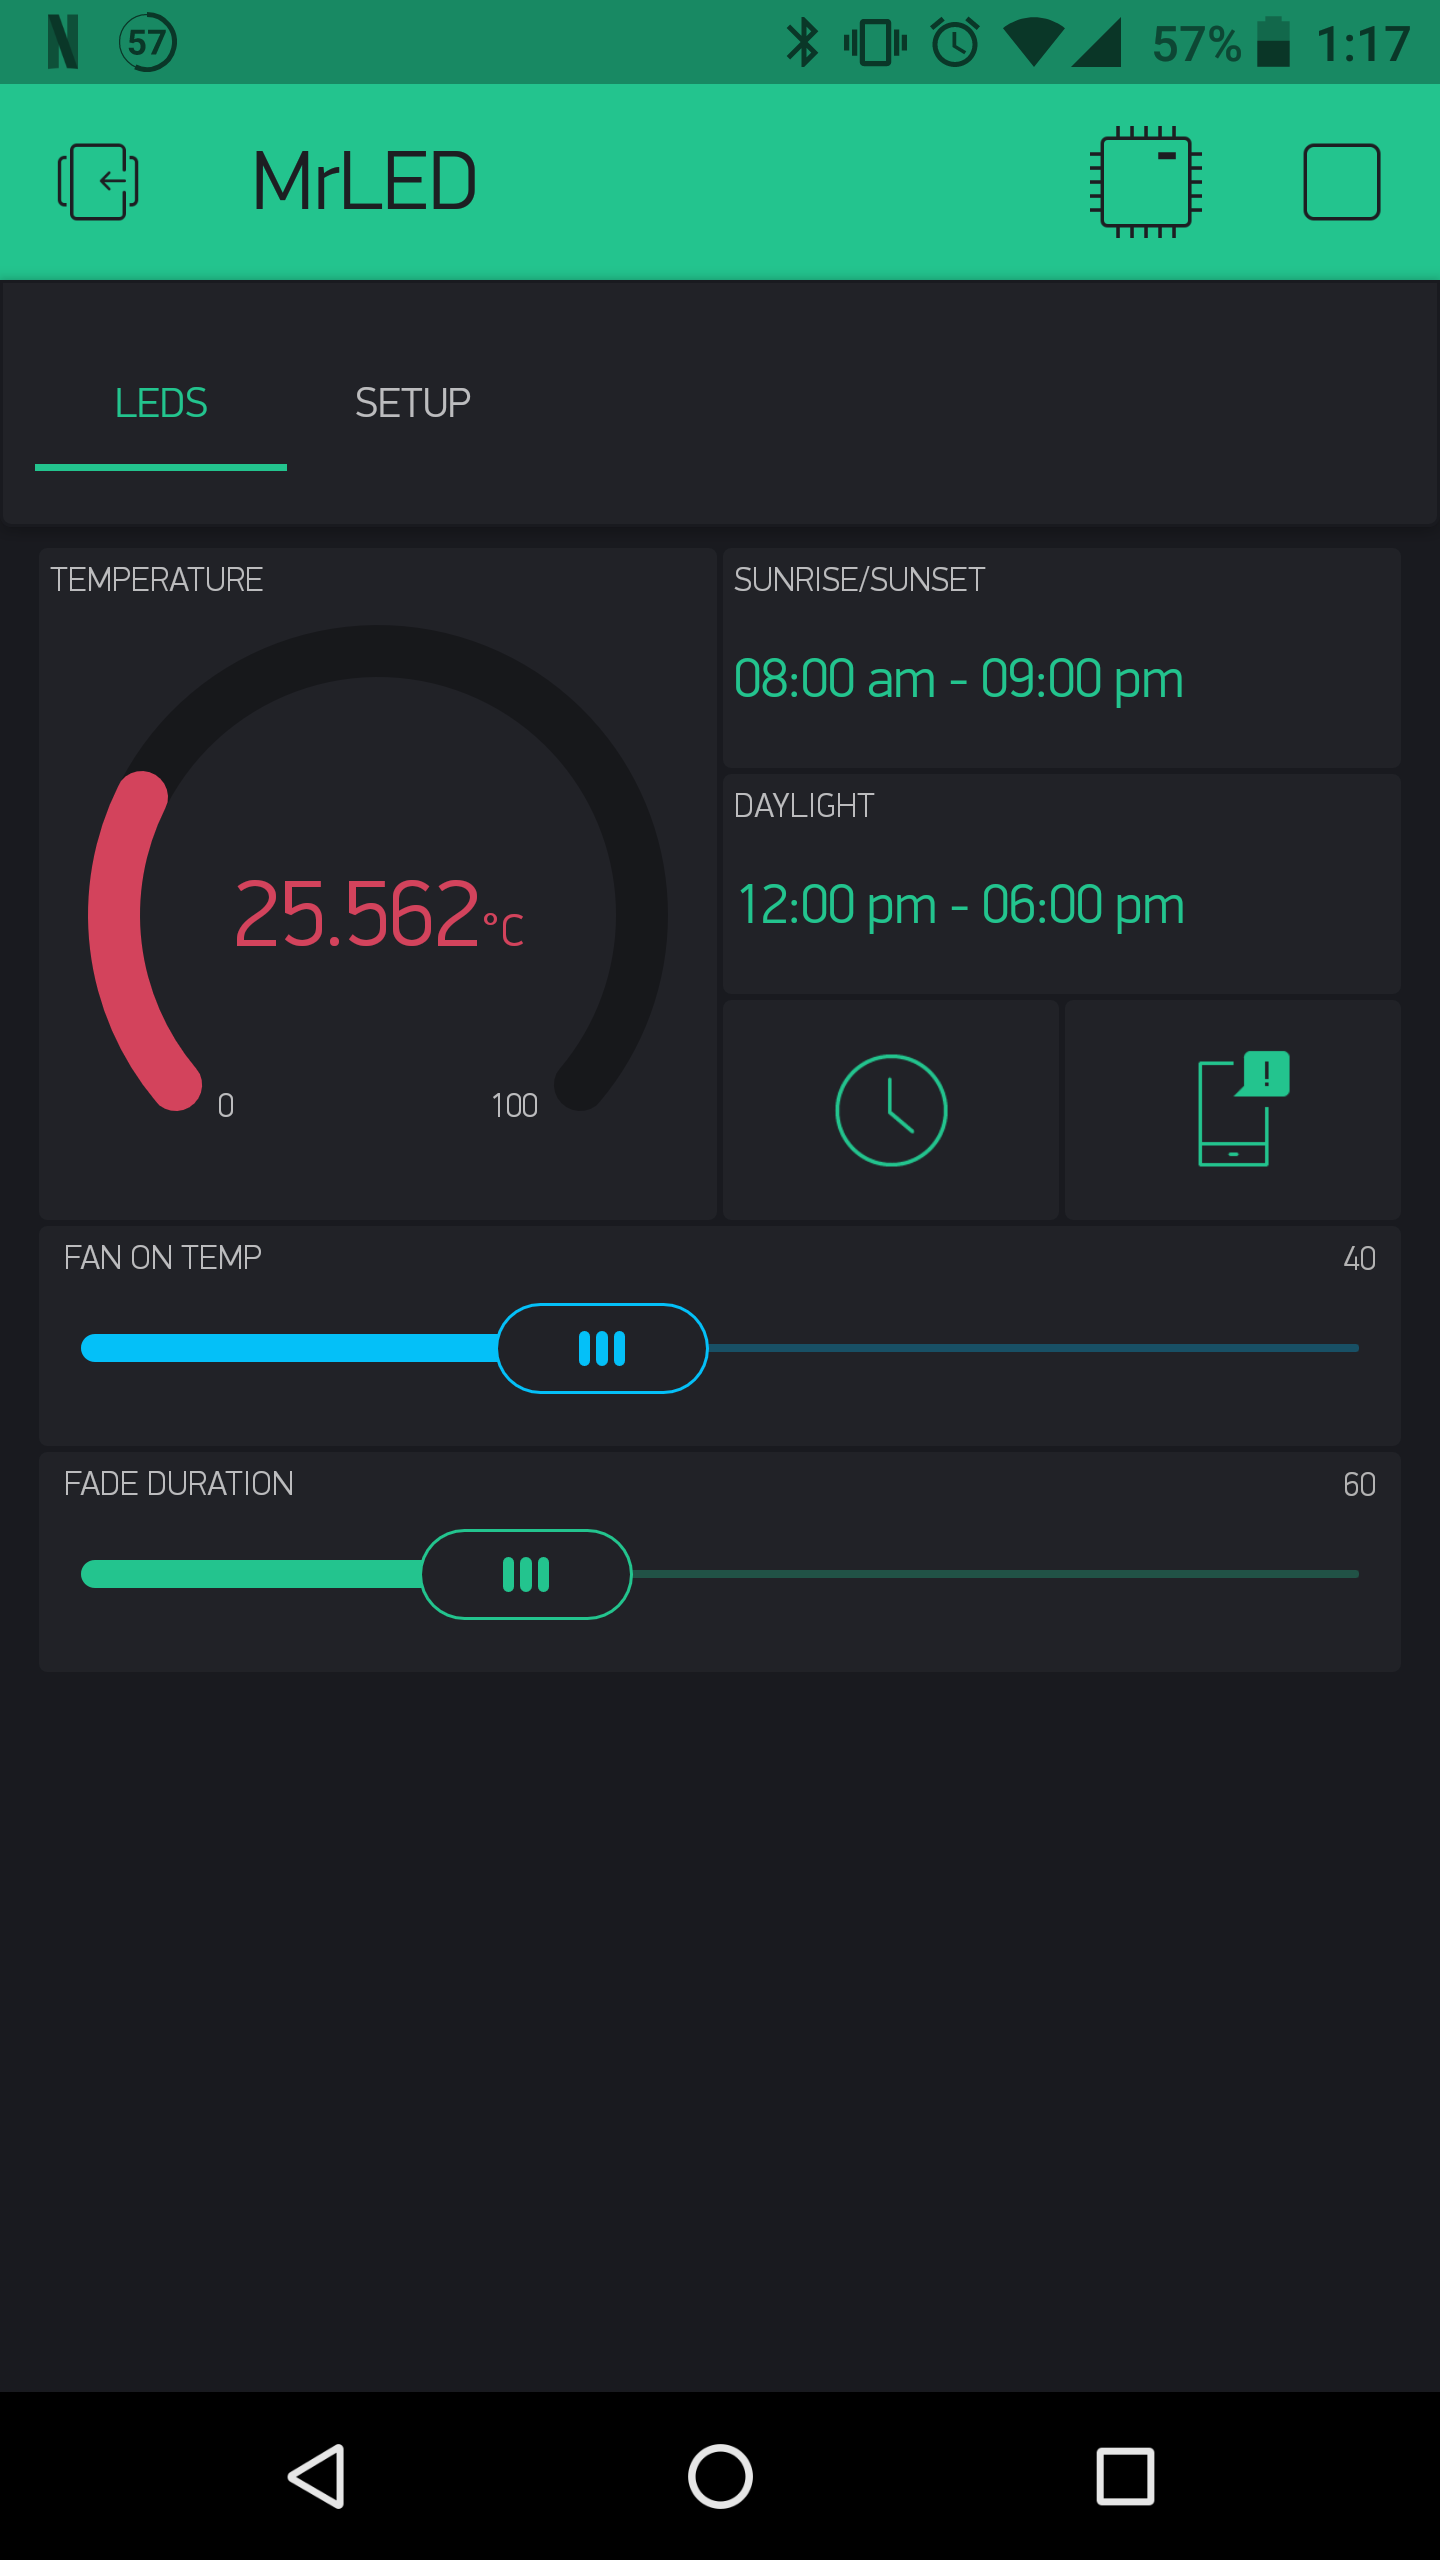 N 57 57% 1:17
MrLED
LEDS SETUP
TEMPERATURE
25.562°C
0 100
SUNRISE/SUNSET
08:00 am - 09:00 pm
DAYLIGHT
12:00 pm - 06:00 pm
!
FAN ON TEMP 40
FADE DURATION 60